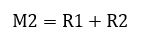 M2 = R1 + R2